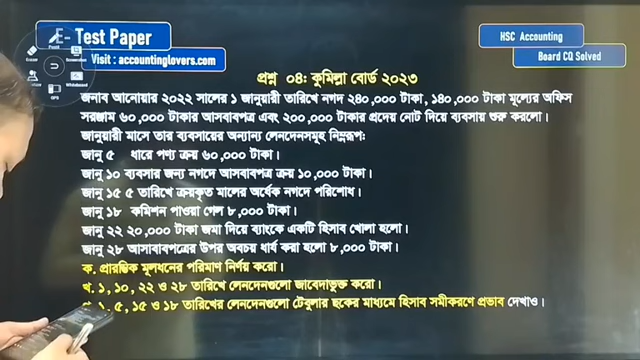 E- Test Paper
Visit : accountinglovers.com
HSC Accounting
Board CQ Solved
প্রশ্ন ০৪: কুমিল্লা বোর্ড ২০২৩
জনাব আনোয়ার ২০২২ সালের ১ জানুয়ারী তারিখে নগদ ২৪০,০০০ টাকা, ১৪০,০০০ টাকা মূল্যের অফিস
সরঞ্জাম ৬০,০০০ টাকার আসবাবপত্র এবং ২০০,০০০ টাকার প্রদেয় নোট দিয়ে ব্যবসায় শুরু করলো।
জানুয়ারী মাসে তার ব্যবসায়ের অন্যান্য লেনদেনসমূহ নিম্নরূপ:
জানু ৫ ধারে পণ্য ক্রয় ৬০,০০০ টাকা।
জানু ১০ ব্যবসার জন্য নগদে আসবাবপত্র ক্রয় ১০,০০০ টাকা।
জানু ১৫ ৫ তারিখে ক্রয়কৃত মালের অর্ধেক নগদে পরিশোধ।
জানু ১৮ কমিশন পাওয়া গেল ৮,০০০ টাকা।
জানু ২২ ২০,০০০ টাকা জমা দিয়ে ব্যাংকে একটি হিসাব খোলা হলো।
জানু ২৮ আসাবাবপত্রের উপর অবচয় ধার্য করা হলো ৮,০০০ টাকা।
ক. প্রারম্ভিক মূলধনের পরিমাণ নির্ণয় করো।
খ. ১, ১০, ২২ ও ২৮ তারিখে লেনদেনগুলো জাবেদাভুক্ত করো।
১, ৫, ১৫ ও ১৮ তারিখের লেনদেনগুলো টেবুলার ছকের মাধ্যমে হিসাব সমীকরণে প্রভাব দেখাও।